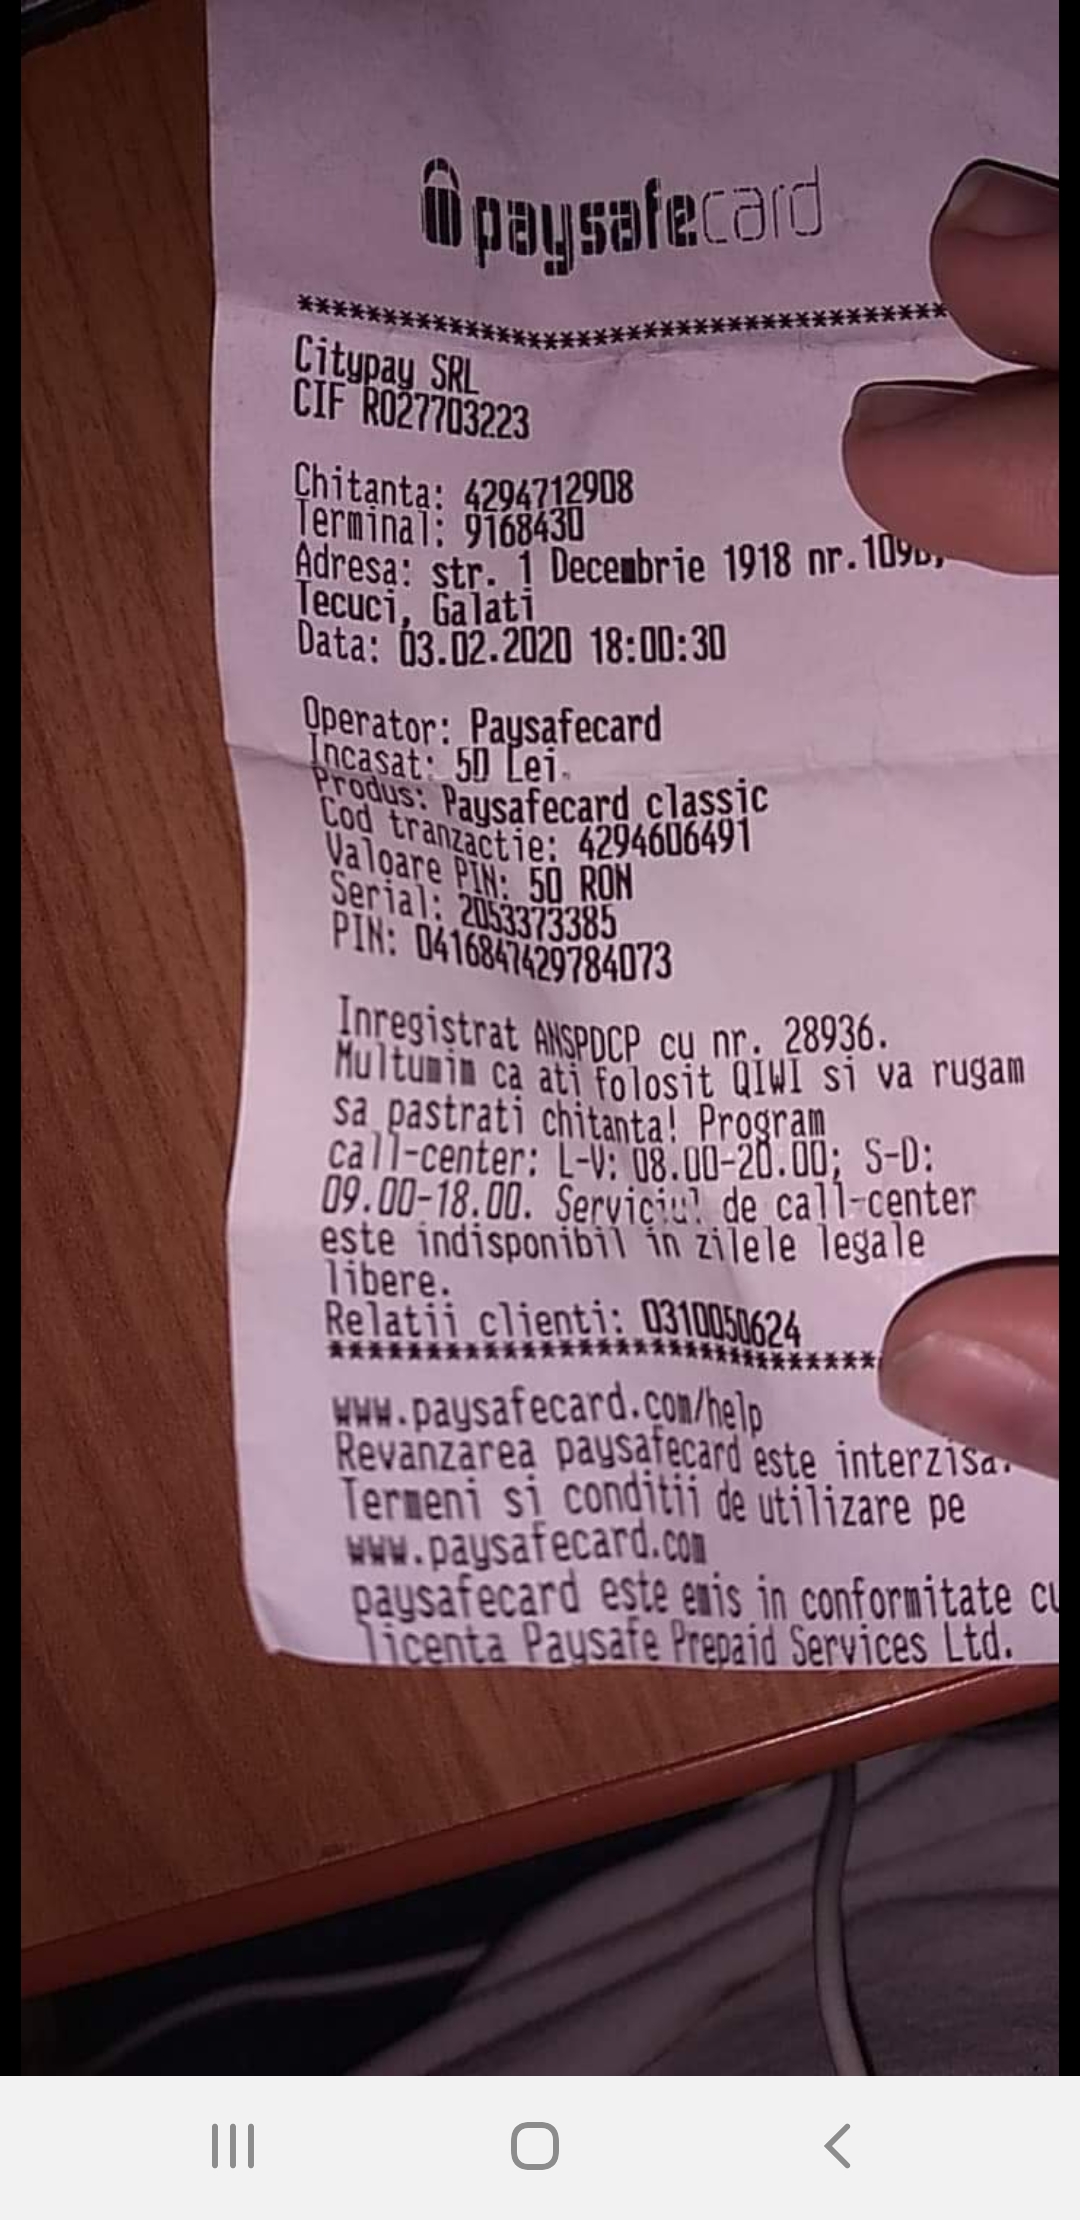 paysafecard
****************************************
Citypay SRL
CIF RO27703223
Chitanta: 4294712908
Terminal: 9168430
Adresa: str. 1 Decembrie 1918 nr.109b,
Tecuci, Galati
Data: 03.02.2020 18:00:30
Operator: Paysafecard
Incasat: 50 Lei.
Produs: Paysafecard classic
Cod tranzactie: 4294606491
Valoare PIN: 50 RON
Serial: 2053373385
PIN: 0416847429784073
Inregistrat ANSPDCP cu nr. 28936.
Multumim ca ati folosit QIWI si va rugam
sa pastrati chitanta! Program
call-center: L-V: 08.00-20.00; S-D:
09.00-18.00. Serviciul de call-center
este indisponibil in zilele legale
libere.
Relatii clienti: 0310050624
**********************************
www.paysafecard.com/help
Revanzarea paysafecard este interzisa.
Termeni si conditii de utilizare pe
www.paysafecard.com
paysafecard este emis in conformitate cu
licenta Paysafe Prepaid Services Ltd.